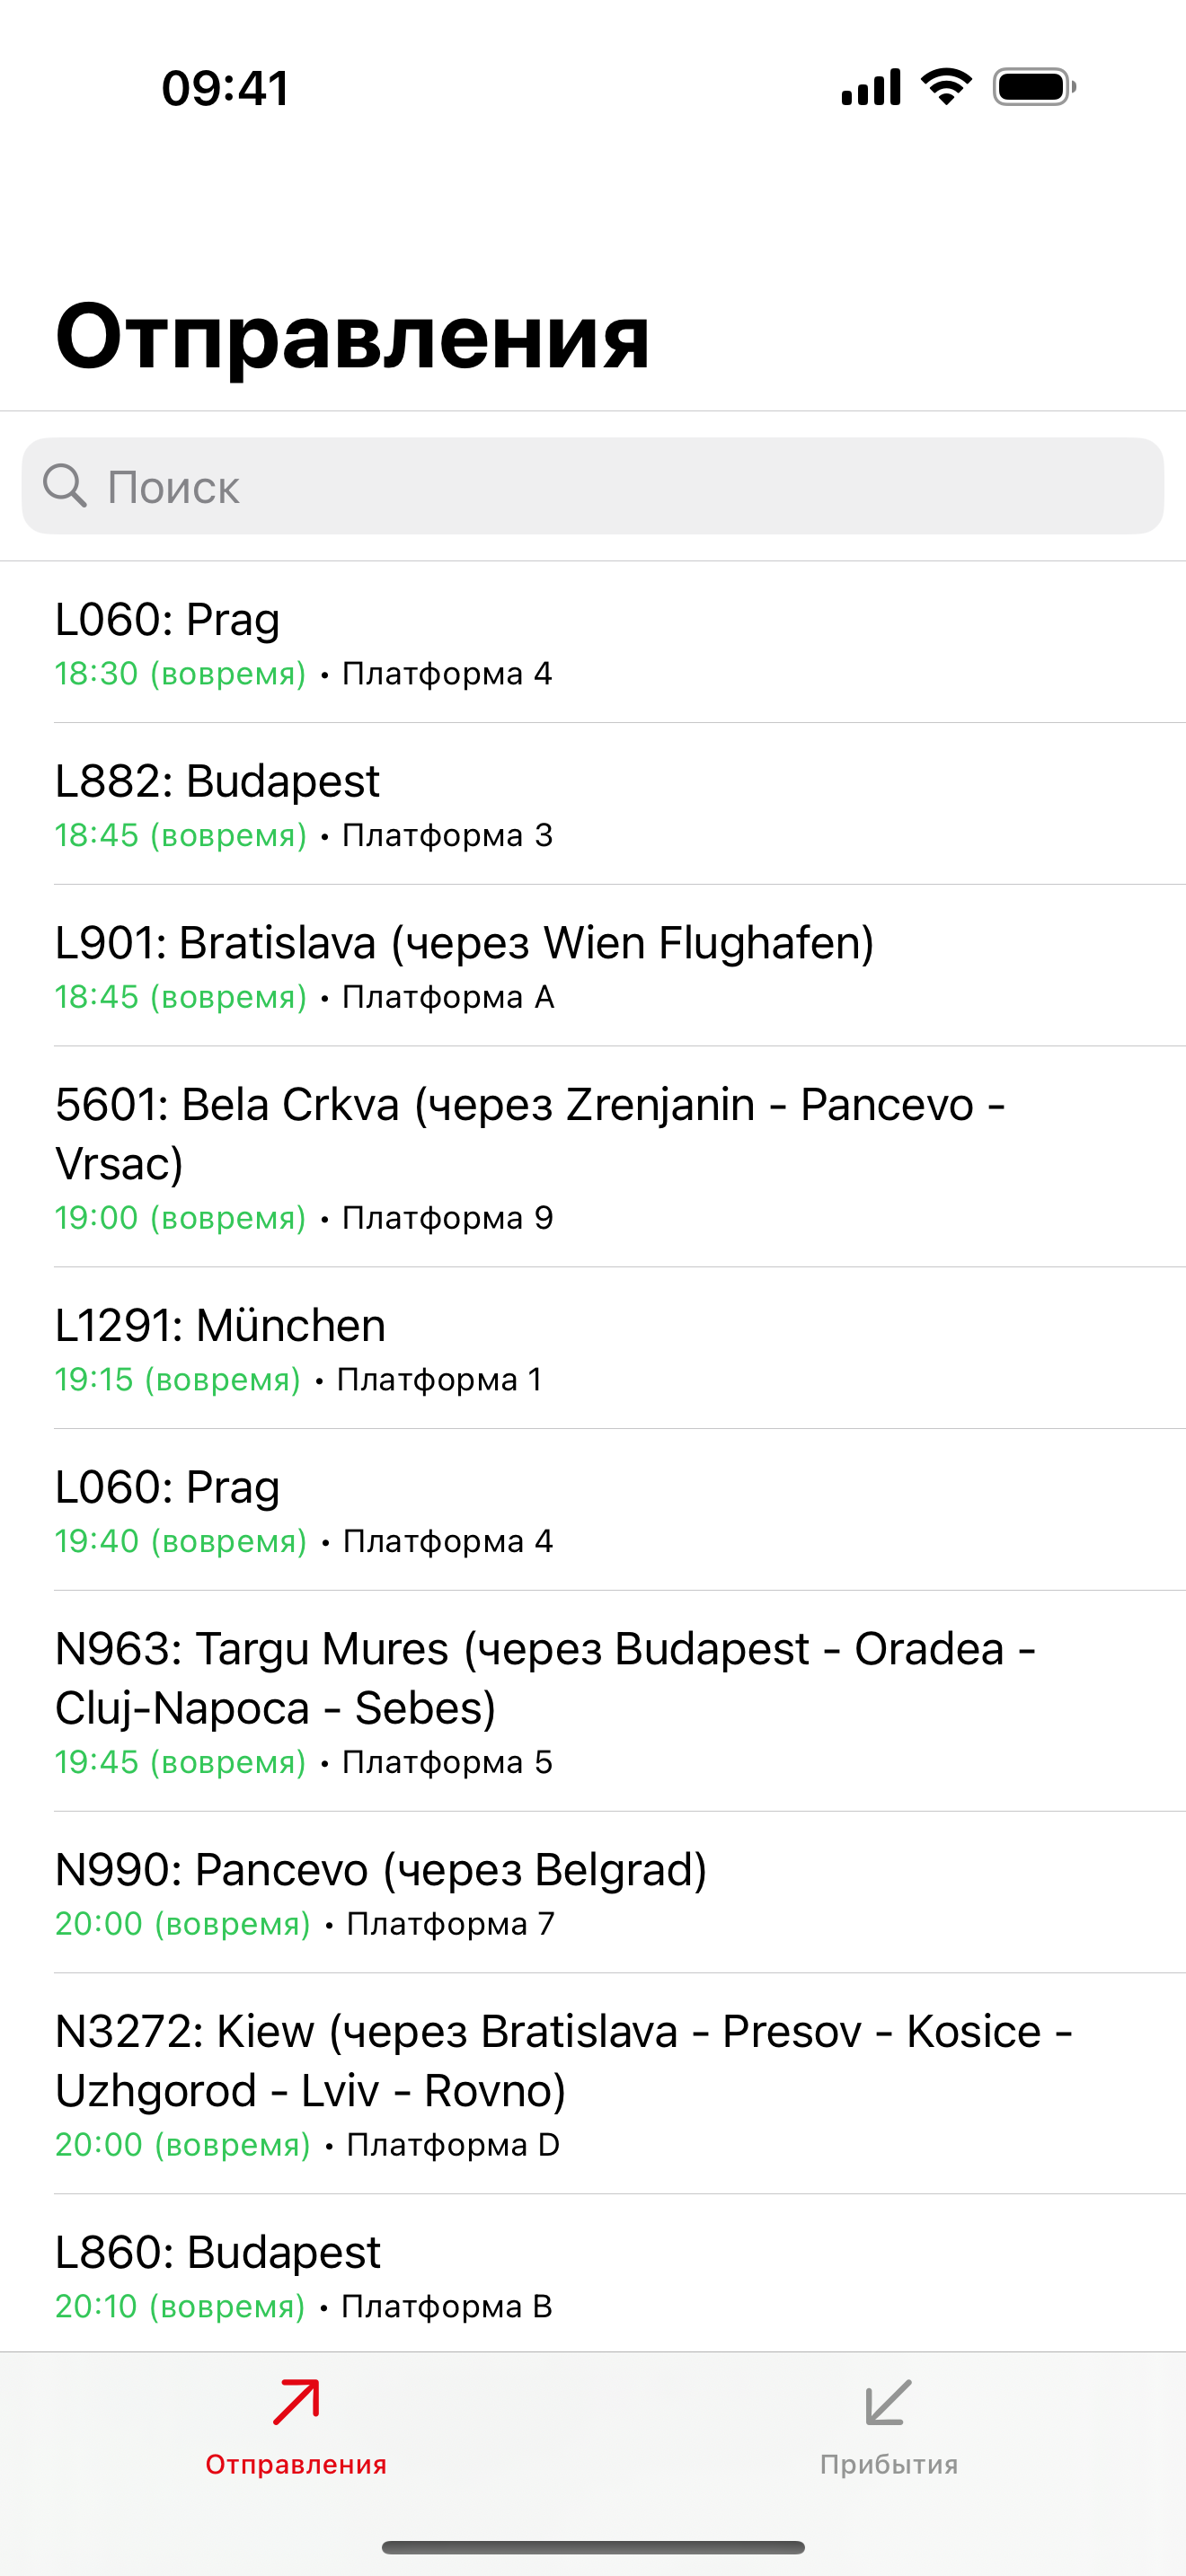 09:41
Отправления
Поиск
L060: Prag
18:30 (вовремя) • Платформа 4
L882: Budapest
18:45 (вовремя) • Платформа 3
L901: Bratislava (через Wien Flughafen)
18:45 (вовремя) • Платформа A
5601: Bela Crkva (через Zrenjanin - Pancevo -
Vrsac)
19:00 (вовремя) • Платформа 9
L1291: München
19:15 (вовремя) • Платформа 1
L060: Prag
19:40 (вовремя) • Платформа 4
N963: Targu Mures (через Budapest - Oradea -
Cluj-Napoca - Sebes)
19:45 (вовремя) • Платформа 5
N990: Pancevo (через Belgrad)
20:00 (вовремя) • Платформа 7
N3272: Kiew (через Bratislava - Presov - Kosice -
Uzhgorod - Lviv - Rovno)
20:00 (вовремя) • Платформа D
L860: Budapest
20:10 (вовремя) • Платформа B
Отправления
Прибытия